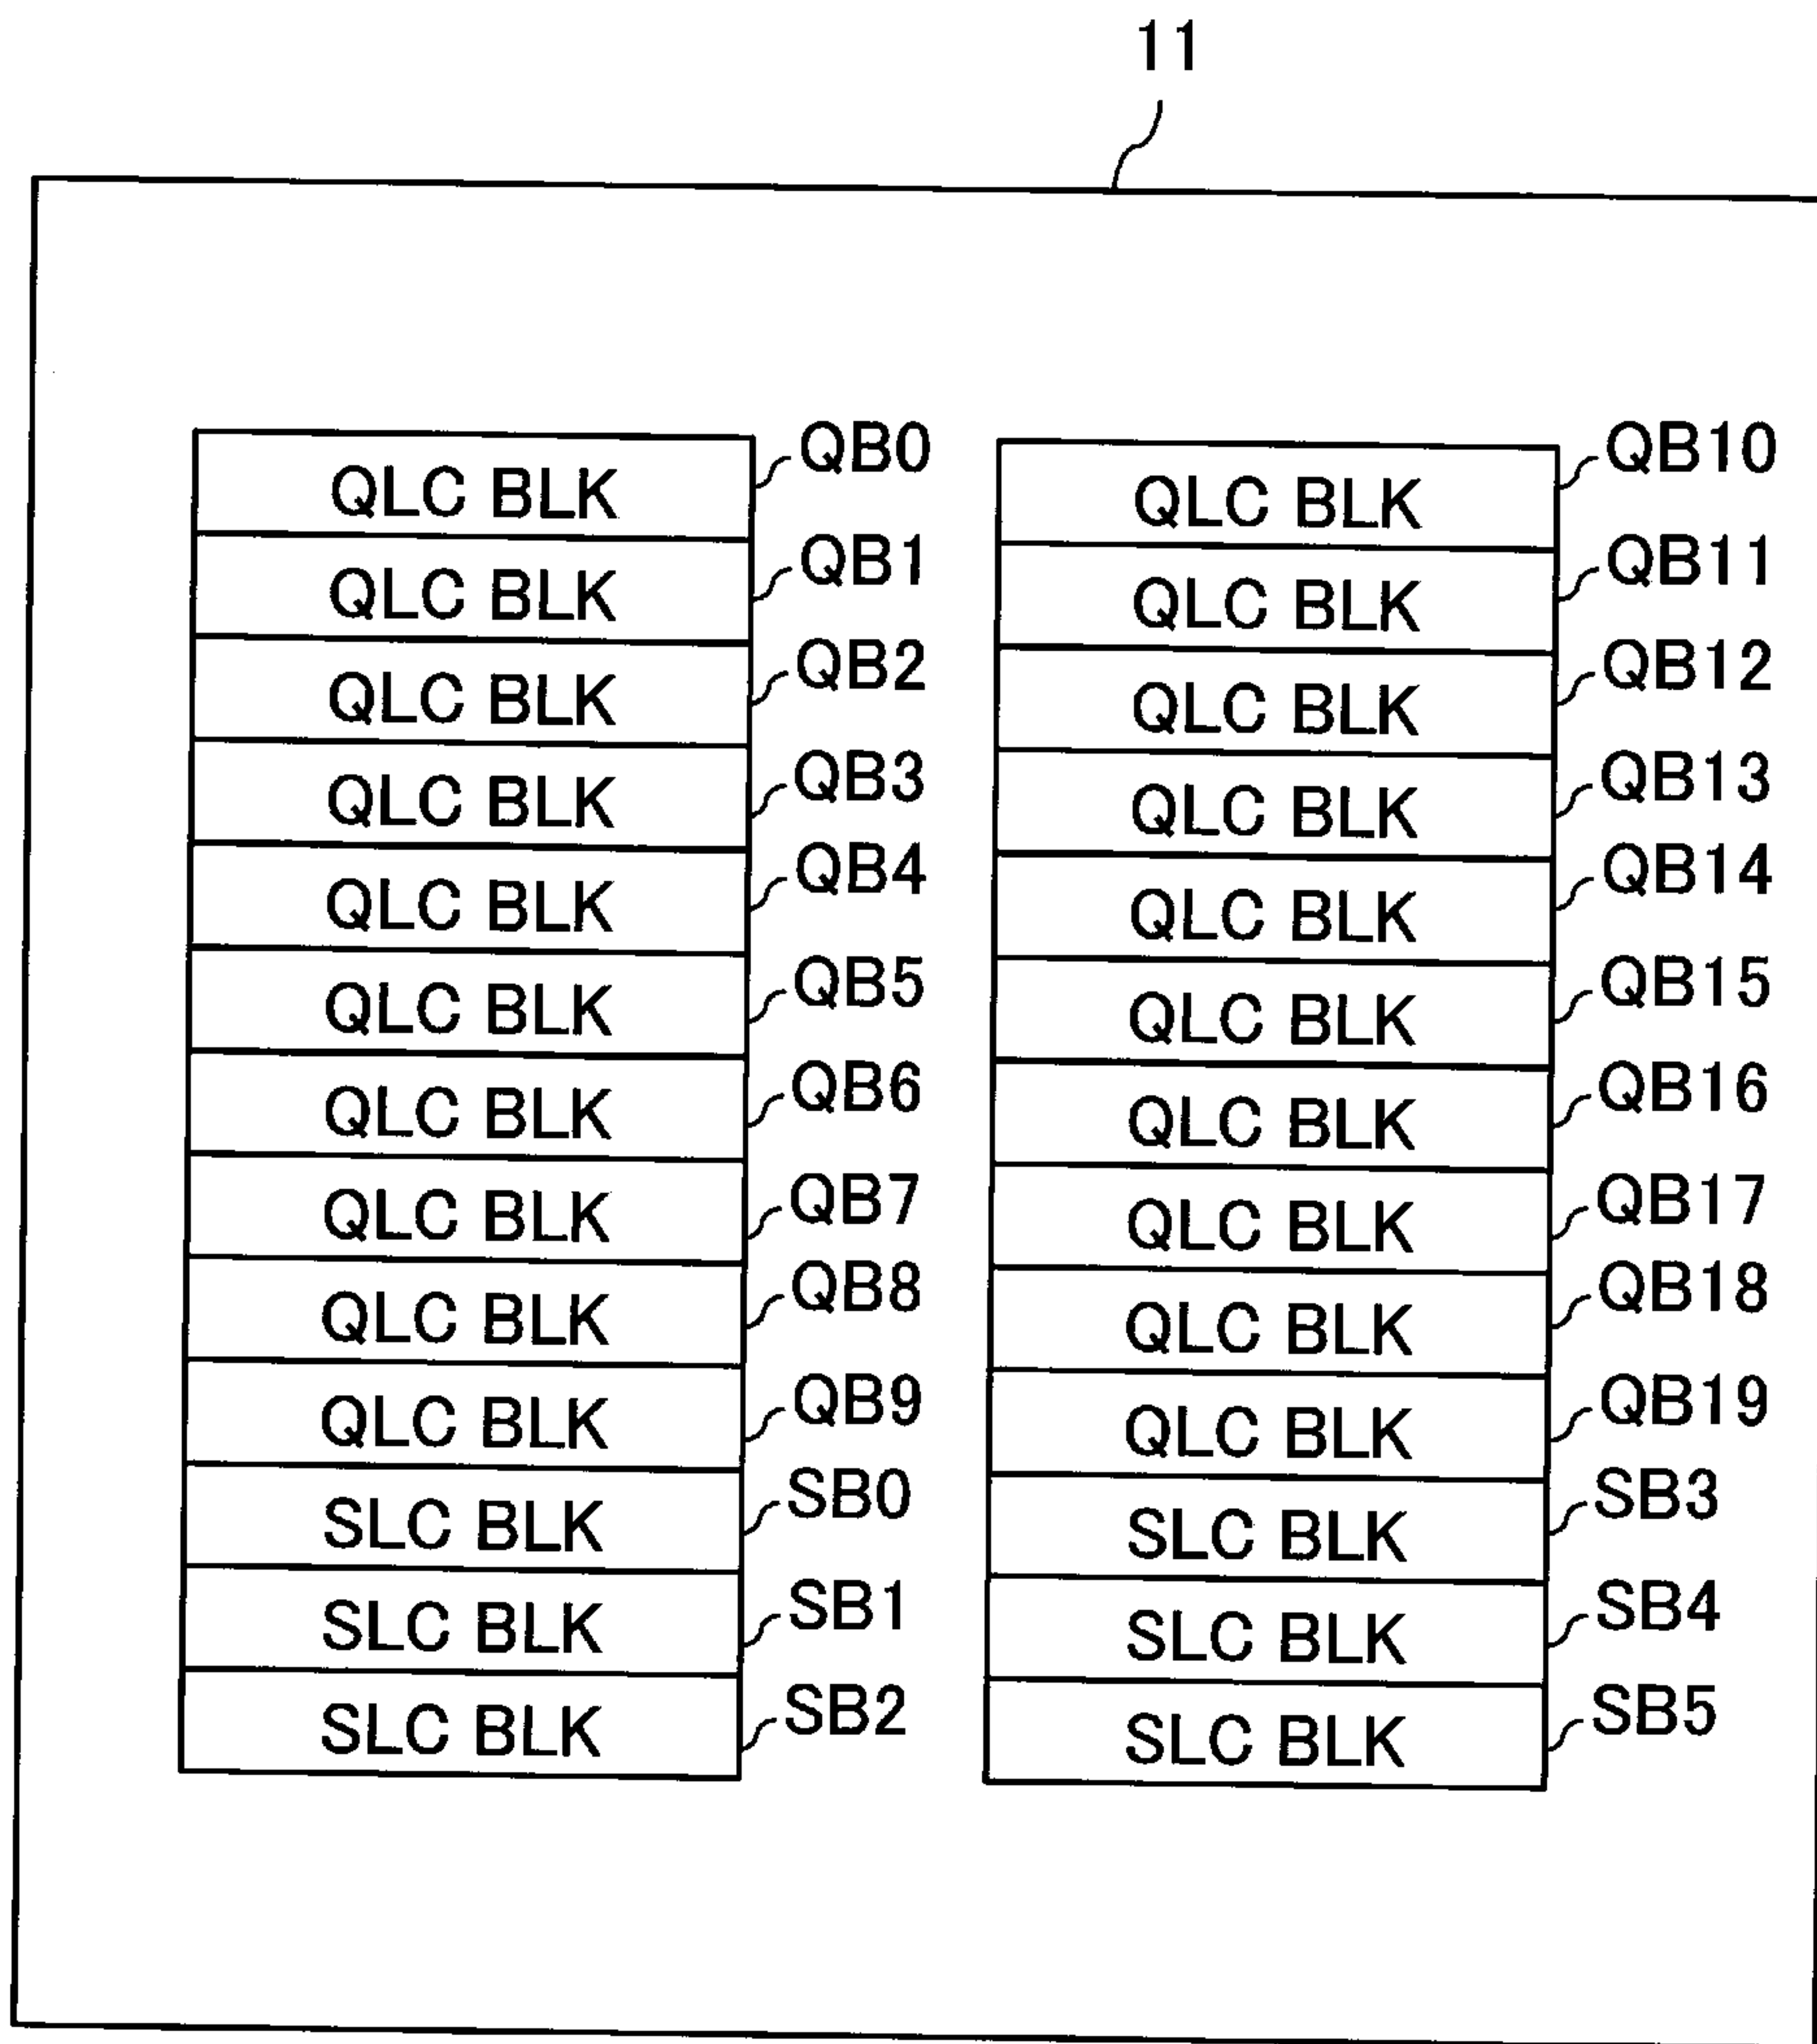 11
QLC BLK QB0
QLC BLK QB1
QLC BLK QB2
QLC BLK QB3
QLC BLK QB4
QLC BLK QB5
QLC BLK QB6
QLC BLK QB7
QLC BLK QB8
QLC BLK QB9
SLC BLK SB0
SLC BLK SB1
SLC BLK SB2
QLC BLK QB10
QLC BLK QB11
QLC BLK QB12
QLC BLK QB13
QLC BLK QB14
QLC BLK QB15
QLC BLK QB16
QLC BLK QB17
QLC BLK QB18
QLC BLK QB19
SLC BLK SB3
SLC BLK SB4
SLC BLK SB5